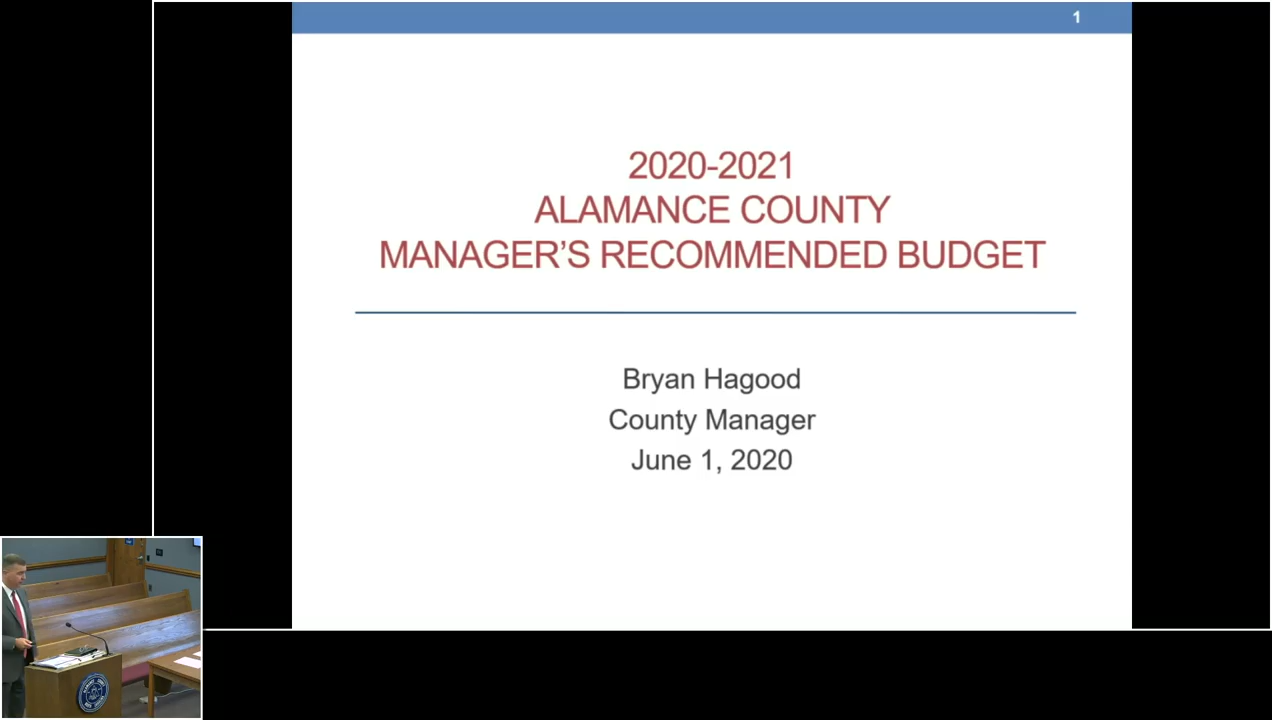 1
2020-2021
ALAMANCE COUNTY
MANAGER'S RECOMMENDED BUDGET
Bryan Hagood
County Manager
June 1, 2020